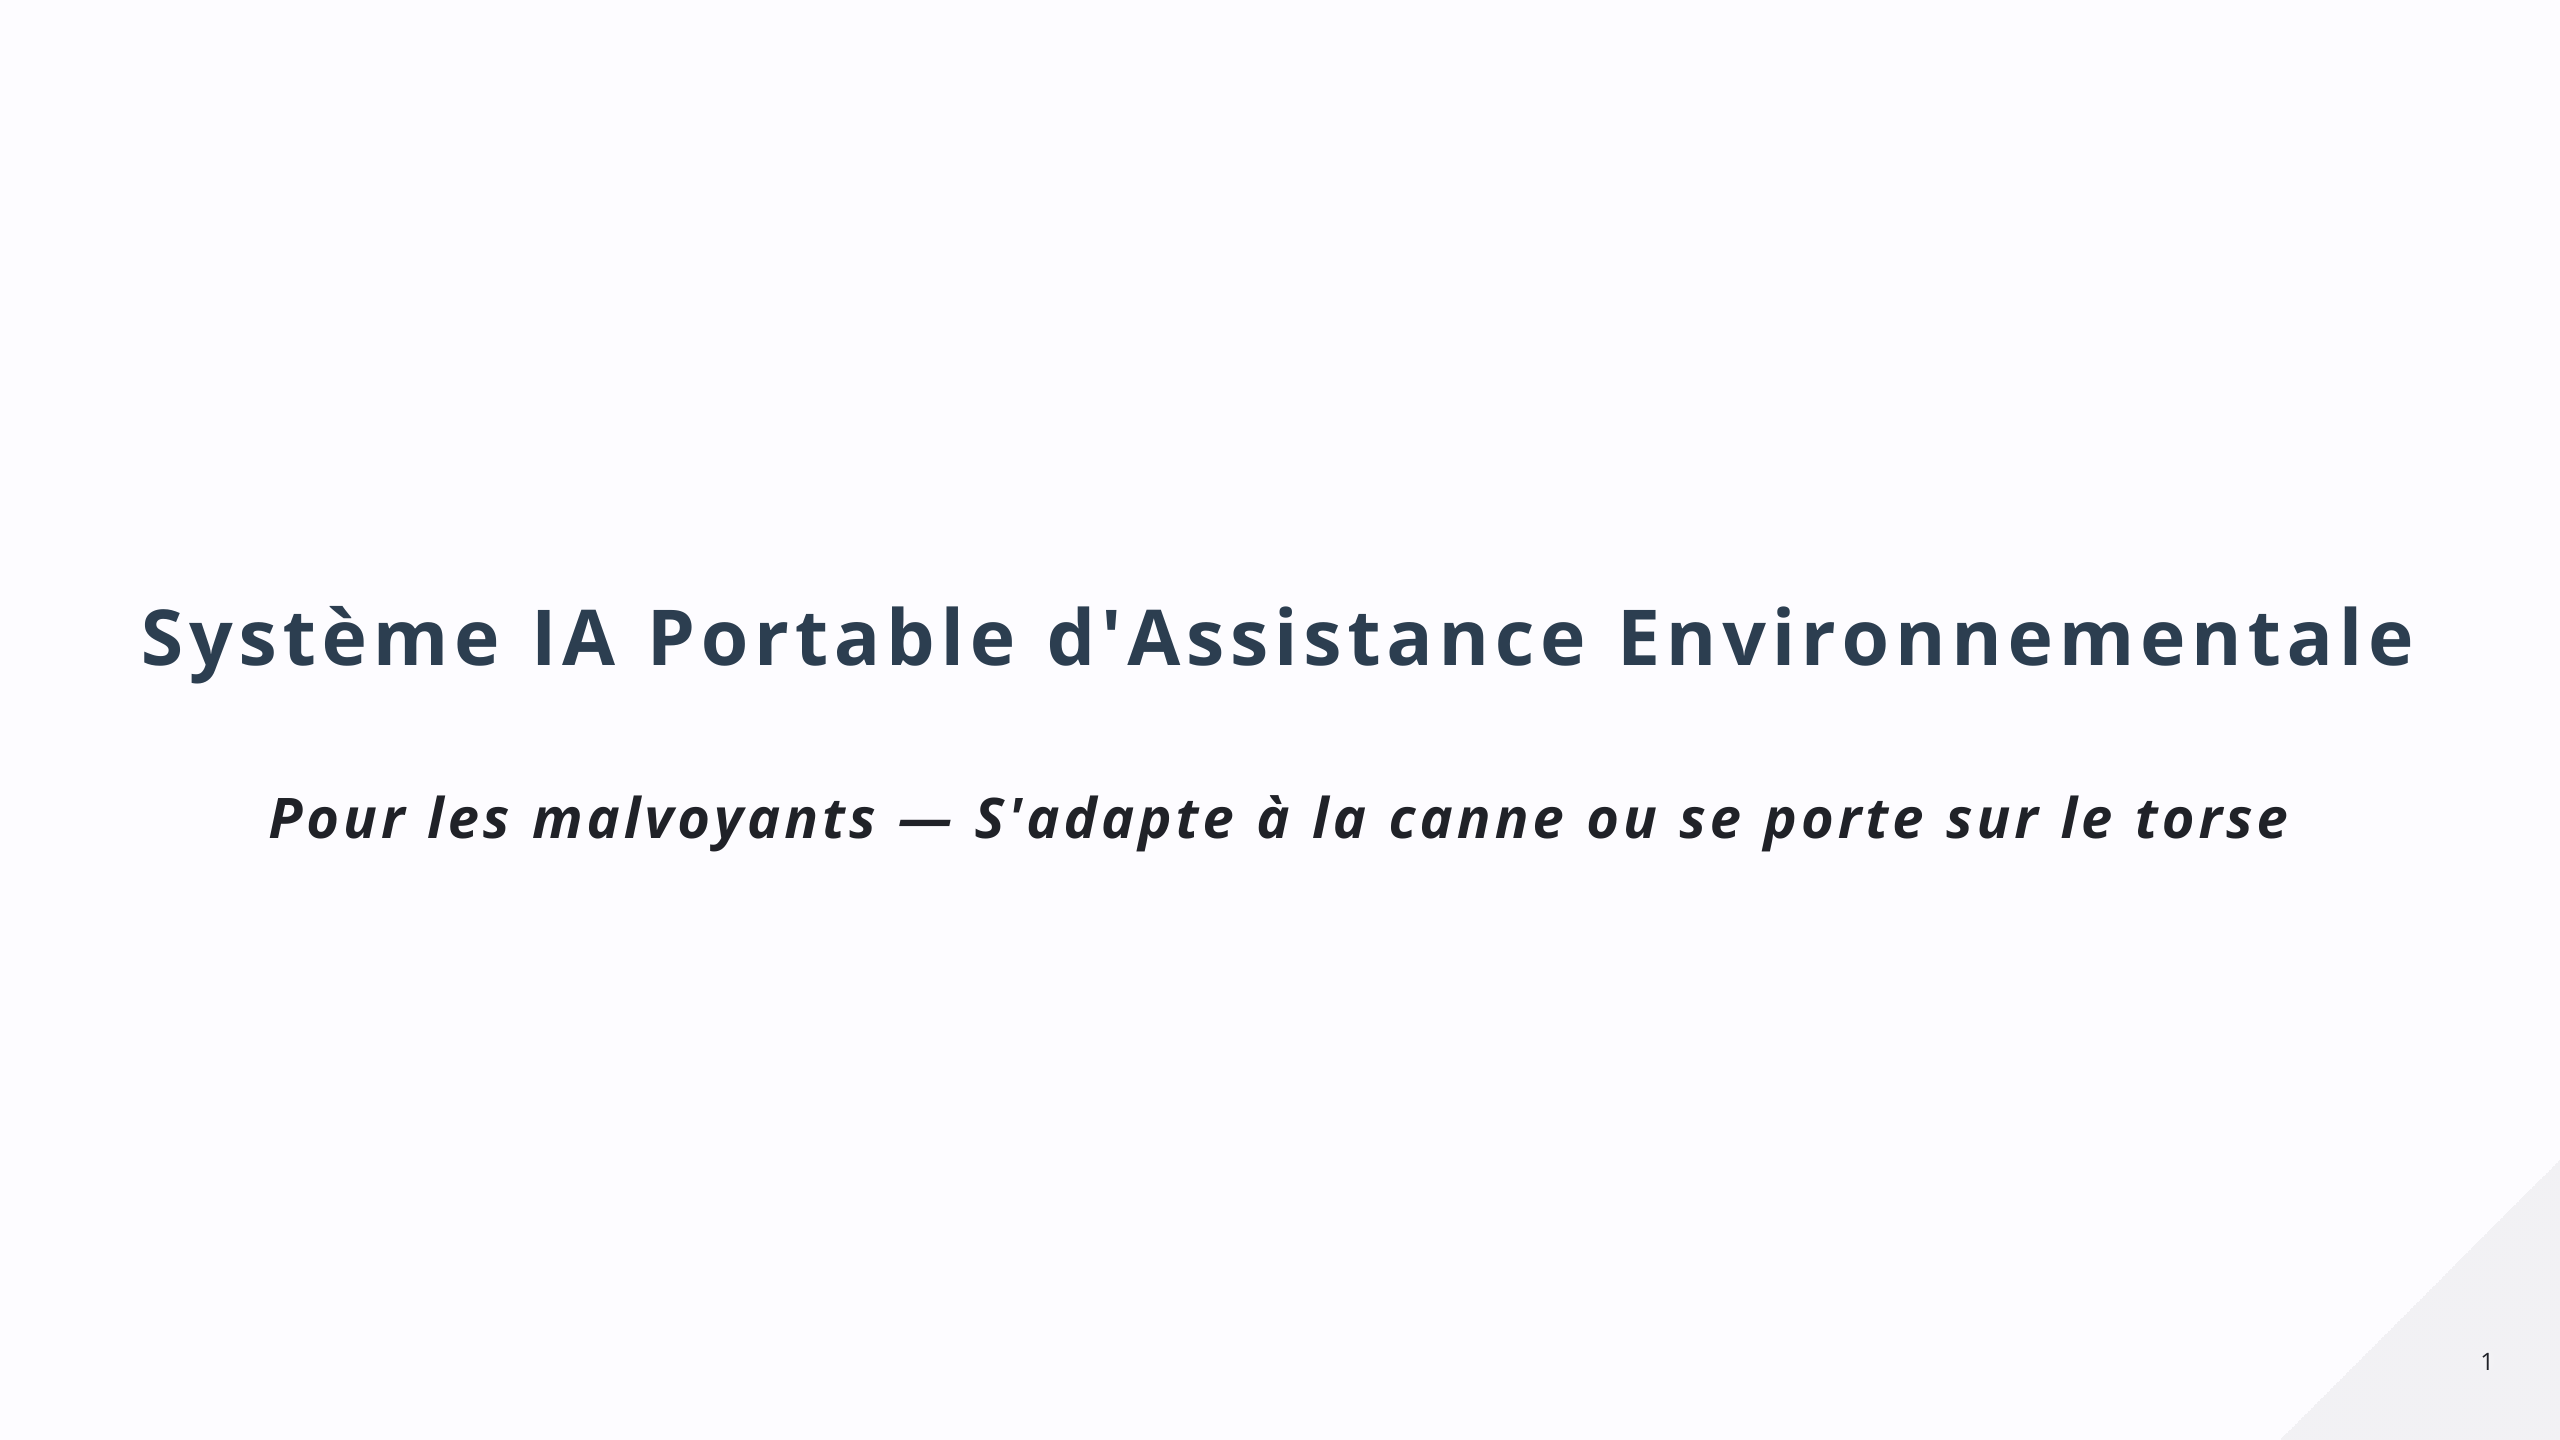 Système IA Portable d'Assistance Environnementale
Pour les malvoyants — S'adapte à la canne ou se porte sur le torse
1